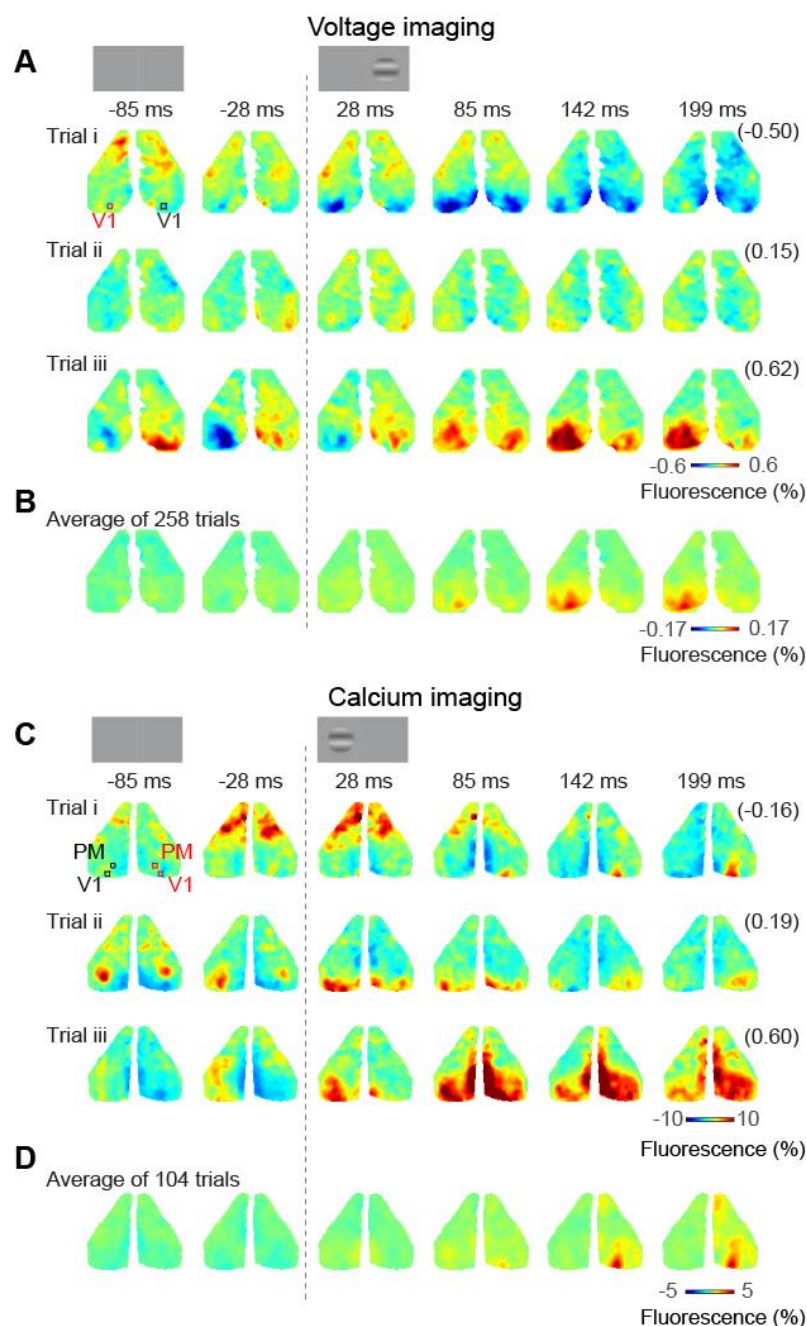 Voltage imaging
A
-85 ms -28 ms 28 ms 85 ms 142 ms 199 ms
Trial i (-0.50)
V1 V1
Trial ii (0.15)
Trial iii (0.62)
-0.6 0.6
Fluorescence (%)
B
Average of 258 trials
-0.17 0.17
Fluorescence (%)
Calcium imaging
C
-85 ms -28 ms 28 ms 85 ms 142 ms 199 ms
Trial i (-0.16)
PM PM
V1 V1
Trial ii (0.19)
Trial iii (0.60)
-10 10
Fluorescence (%)
D
Average of 104 trials
-5 5
Fluorescence (%)